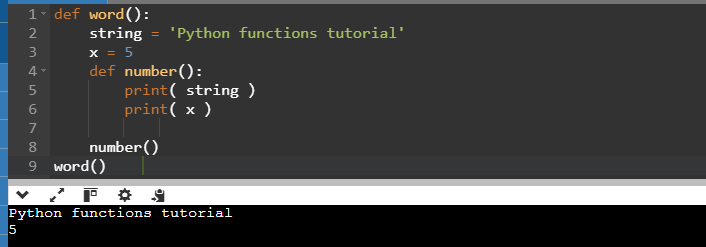 1 def word():
2     string = 'Python functions tutorial'
3     x = 5
4     def number():
5         print( string )
6         print( x )
7
8     number()
9 word()
Python functions tutorial
5